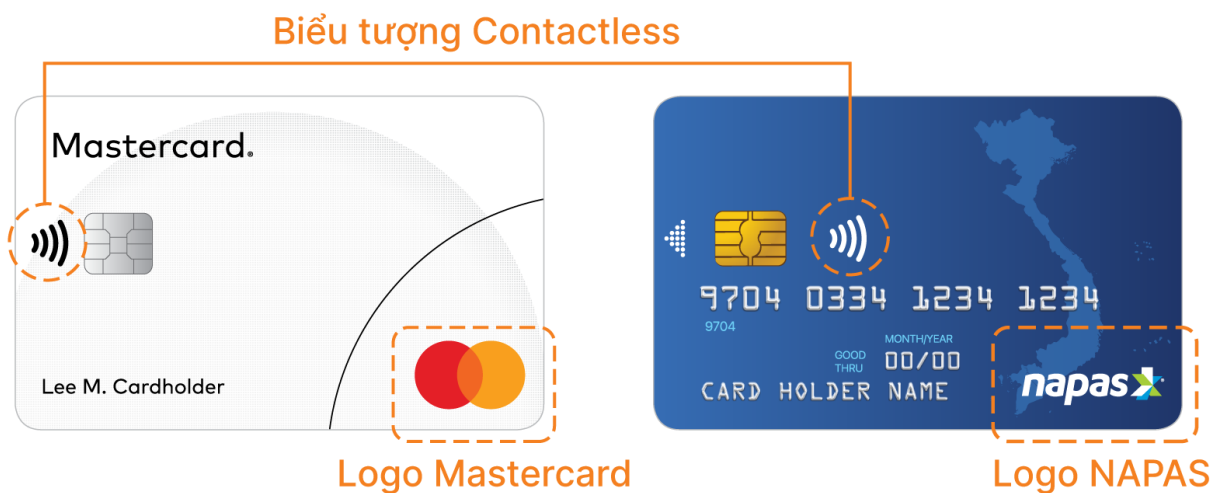 Biểu tượng Contactless
Mastercard.
Lee M. Cardholder
Logo Mastercard
9704 0334 1234 1234
9704
MONTH/YEAR
GOOD THRU
00/00
CARD HOLDER NAME
napas
Logo NAPAS